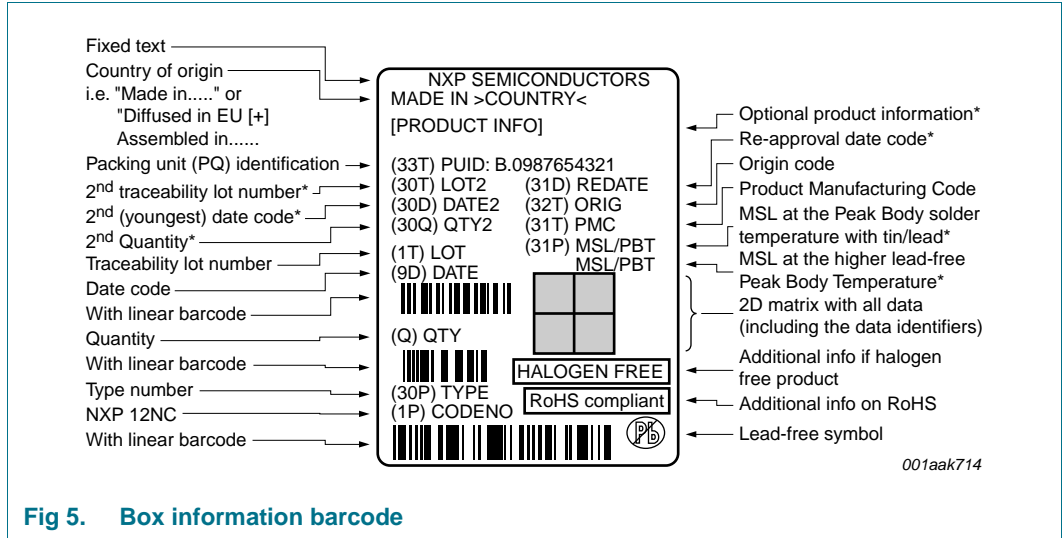 Fixed text
Country of origin
i.e. "Made in....." or
"Diffused in EU [+]
Assembled in......
Packing unit (PQ) identification
2nd traceability lot number*
2nd (youngest) date code*
2nd Quantity*
Traceability lot number
Date code
With linear barcode
Quantity
With linear barcode
Type number
NXP 12NC
With linear barcode
NXP SEMICONDUCTORS
MADE IN >COUNTRY<
[PRODUCT INFO]
(33T) PUID: B.0987654321
(30T) LOT2 (31D) REDATE
(30D) DATE2 (32T) ORIG
(30Q) QTY2 (31T) PMC
(31P) MSL/PBT
(1T) LOT MSL/PBT
(9D) DATE
(Q) QTY
HALOGEN FREE
(30P) TYPE
RoHS compliant
(1P) CODENO
Pb
Optional product information*
Re-approval date code*
Origin code
Product Manufacturing Code
MSL at the Peak Body solder
temperature with tin/lead*
MSL at the higher lead-free
Peak Body Temperature*
2D matrix with all data
(including the data identifiers)
Additional info if halogen
free product
Additional info on RoHS
Lead-free symbol
001aak714
Fig 5. Box information barcode